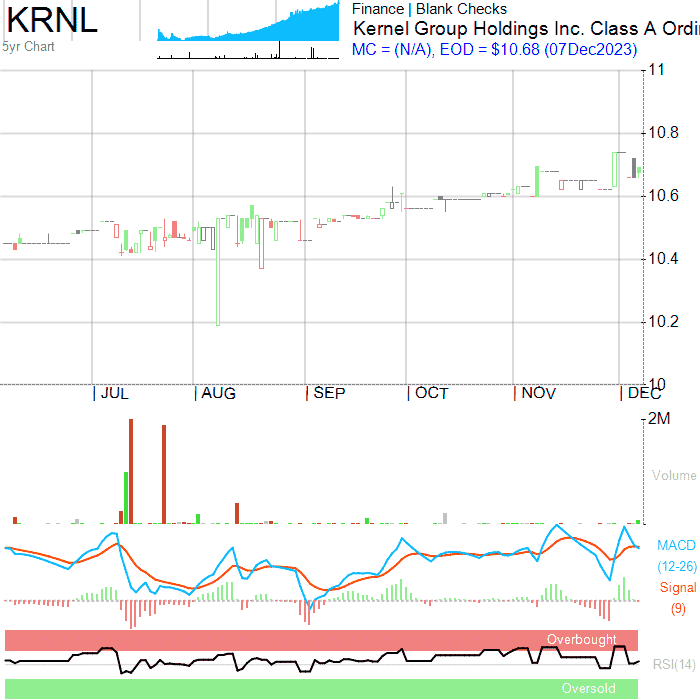 KRNL
5yr Chart
Finance | Blank Checks
Kernel Group Holdings Inc. Class A Ordi
MC = (N/A), EOD = $10.68 (07Dec2023)
11
10.8
10.6
10.4
10.2
10
JUL AUG SEP OCT NOV DEC
2M
Volume
MACD
(12-26)
Signal
(9)
Overbought
RSI(14)
Oversold